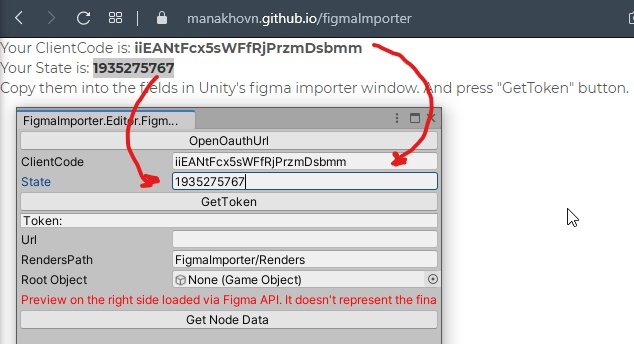 manakhovn.github.io/figmaImporter
Your ClientCode is: iiEANtFcx5sWFfRjPrzmDsbmm
Your State is: 1935275767
Copy them into the fields in Unity's figma importer window. And press "GetToken" button.
FigmaImporter.Editor.Figm...
OpenOauthUrl
ClientCode iiEANtFcx5sWFfRjPrzmDsbmm
State 1935275767
GetToken
Token:
Url
RendersPath FigmaImporter/Renders
Root Object None (Game Object)
Preview on the right side loaded via Figma API. It doesn't represent the fina
Get Node Data